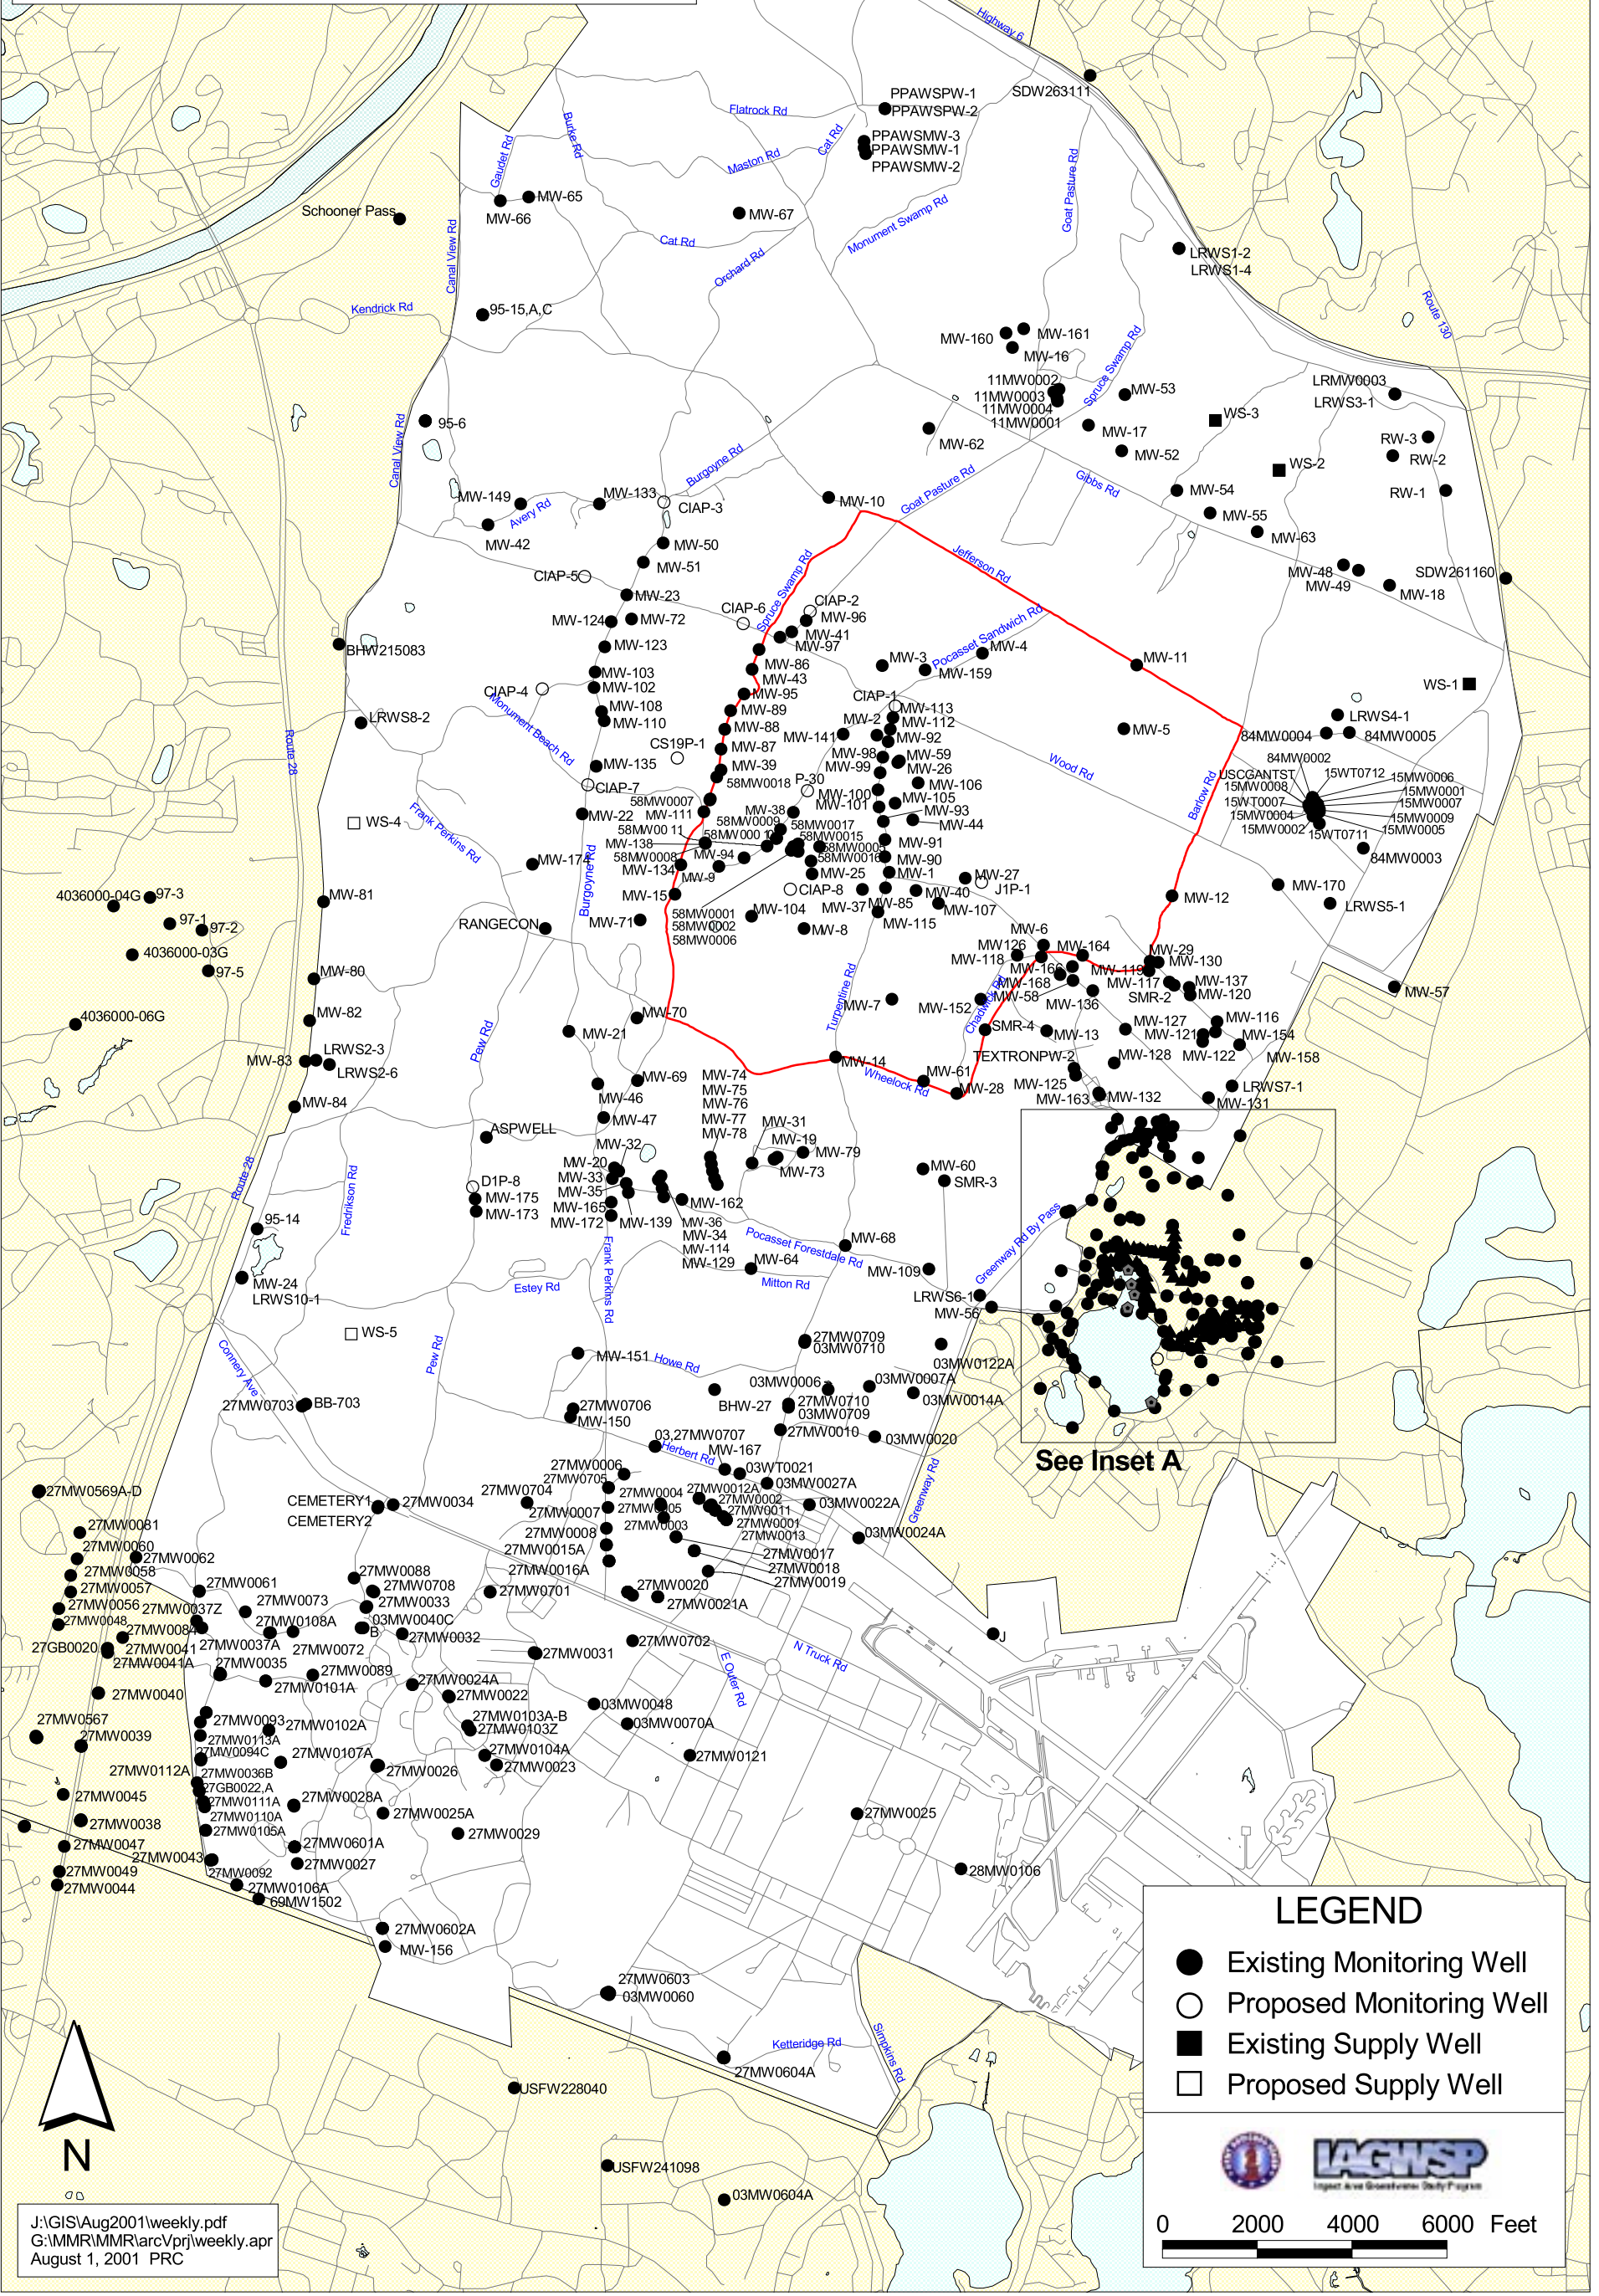 Highway 6
SDW263111
PPAWSPW-1
PPAWSPW-2
Flatrock Rd
Burke Rd
Gaudet Rd
Cat Rd
PPAWSMW-3
PPAWSMW-1
PPAWSMW-2
Maston Rd
Goat Pasture Rd
MW-65
MW-66
Schooner Pass
MW-67
Monument Swamp Rd
Canal View Rd
Cat Rd
Orchard Rd
LRWS1-2
LRWS1-4
Kendrick Rd
95-15,A,C
Route 130
MW-160
MW-161
MW-16
Spruce Swamp Rd
11MW0002
11MW0003
11MW0004
11MW0001
MW-53
LRMW0003
LRWS3-1
WS-3
95-6
Canal View Rd
MW-62
MW-17
MW-52
RW-3
RW-2
WS-2
RW-1
Burgoyne Rd
Goat Pasture Rd
Gibbs Rd
MW-149
MW-133
Avery Rd
CIAP-3
MW-10
MW-54
MW-55
MW-63
MW-42
MW-50
MW-51
Jefferson Rd
CIAP-5
MW-48
MW-49
SDW261160
MW-18
MW-23
Spruce Swamp Rd
CIAP-6
CIAP-2
MW-96
MW-124
MW-72
MW-41
MW-97
Pocasset Sandwich Rd
BHW215083
MW-123
MW-86
MW-43
MW-3
MW-4
MW-159
MW-11
MW-103
MW-102
CIAP-4
MW-95
WS-1
Monument Beach Rd
MW-108
MW-110
MW-89
MW-88
CIAP-1
MW-113
MW-112
MW-2
MW-141
MW-92
MW-5
LRWS8-2
LRWS4-1
84MW0004
84MW0005
Route 28
CS19P-1
MW-87
MW-39
MW-98
MW-99
MW-59
MW-26
Wood Rd
84MW0002
MW-135
CIAP-7
58MW0018
P-30
MW-100
MW-101
MW-106
MW-105
USCGANTST
15MW0008
15WT0007
15MW0004
15MW0002
15WT0712
15MW0006
15MW0001
15MW0007
15MW0009
15MW0005
15WT0711
Barlow Rd
WS-4
Frank Perkins Rd
MW-22
58MW0007
MW-111
MW-38
58MW0009
58MW0017
MW-93
MW-44
MW-138
58MW0015
58MW0016
MW-91
84MW0003
MW-174
58MW0008
MW-134
MW-94
MW-9
MW-90
MW-25
MW-1
MW-27
J1P-1
MW-170
4036000-04G
97-3
MW-81
Burgoyne Rd
MW-15
CIAP-8
MW-37
MW-85
MW-40
MW-107
MW-12
LRWS5-1
97-1
97-2
RANGECON
MW-71
58MW0001
58MW0002
58MW0006
MW-104
MW-8
MW-115
MW-6
4036000-03G
97-5
MW-80
MW126
MW-118
MW-164
MW-166
MW-168
MW-119
MW-29
MW-130
MW-117
MW-137
MW-120
SMR-2
MW-57
4036000-06G
MW-82
MW-70
MW-21
Turpentine Rd
MW-7
MW-152
MW-58
MW-136
Chadwick Rd
SMR-4
MW-13
MW-127
MW-116
MW-121
MW-154
MW-122
MW-158
Pew Rd
MW-83
LRWS2-3
LRWS2-6
MW-14
TEXTRONPW-2
MW-128
MW-84
MW-69
MW-46
MW-74
MW-75
MW-76
MW-77
MW-78
Wheelock Rd
MW-61
MW-28
MW-125
MW-163
MW-132
LRWS7-1
MW-131
ASPWELL
MW-47
MW-32
MW-31
MW-19
MW-79
MW-73
Route 28
Fredrikson Rd
D1P-8
MW-175
MW-173
MW-20
MW-33
MW-35
MW-165
MW-172
MW-139
MW-162
MW-36
MW-34
MW-114
MW-129
MW-60
SMR-3
95-14
Pocasset Forestdale Rd
MW-68
MW-64
Mitton Rd
MW-109
Greenway Rd By Pass
MW-24
LRWS10-1
Estey Rd
Frank Perkins Rd
LRWS6-1
MW-56
WS-5
Connery Ave
Pew Rd
MW-151
Howe Rd
27MW0709
03MW0710
03MW0122A
03MW0006
03MW0007A
03MW0014A
27MW0703
BB-703
27MW0706
MW-150
BHW-27
27MW0710
03MW0709
27MW0010
03MW0020
See Inset A
03,27MW0707
Herbert Rd
MW-167
03WT0021
03MW0027A
Greenway Rd
27MW0569A-D
CEMETERY1
CEMETERY2
27MW0034
27MW0006
27MW0705
27MW0704
27MW0007
27MW0004
27MW0012A
27MW0002
27MW0011
27MW0001
27MW0013
03MW0022A
03MW0024A
27MW0081
27MW0060
27MW0062
27MW0058
27MW0057
27MW0056
27MW0048
27MW0008
27MW0003
27MW0015A
27MW0016A
27MW0017
27MW0018
27MW0019
27MW0061
27MW0088
27MW0708
27MW0033
27MW0701
27MW0020
27MW0021A
27MW0073
27MW0037Z
27MW0108A
03MW0040C
B
27MW0032
27MW0084
27GB0020
27MW0041
27MW0041A
27MW0037A
27MW0072
27MW0031
27MW0702
N Truck Rd
J
27MW0035
27MW0089
27MW0101A
27MW0024A
E Outer Rd
27MW0040
27MW0022
03MW0048
27MW0567
27MW0039
27MW0093
27MW0102A
27MW0103A-B
27MW0103Z
03MW0070A
27MW0113A
27MW0094C
27MW0107A
27MW0104A
27MW0023
27MW0121
27MW0112A
27MW0036B
27GB0022,A
27MW0026
27MW0045
27MW0111A
27MW0110A
27MW0105A
27MW0028A
27MW0025A
27MW0025
27MW0038
27MW0029
27MW0047
27MW0043
27MW0601A
27MW0027
27MW0049
27MW0044
27MW0092
27MW0106A
69MW1502
28MW0106
27MW0602A
MW-156
27MW0603
03MW0060
Ketteridge Rd
Simpkins Rd
27MW0604A
USFW228040
USFW241098
03MW0604A
N
J:\GIS\Aug2001\weekly.pdf
G:\MMR\MMR\arcVprj\weekly.apr
August 1, 2001 PRC
LEGEND
Existing Monitoring Well
Proposed Monitoring Well
Existing Supply Well
Proposed Supply Well
IAGWSP
Impact Area Groundwater Study Program
0 2000 4000 6000 Feet